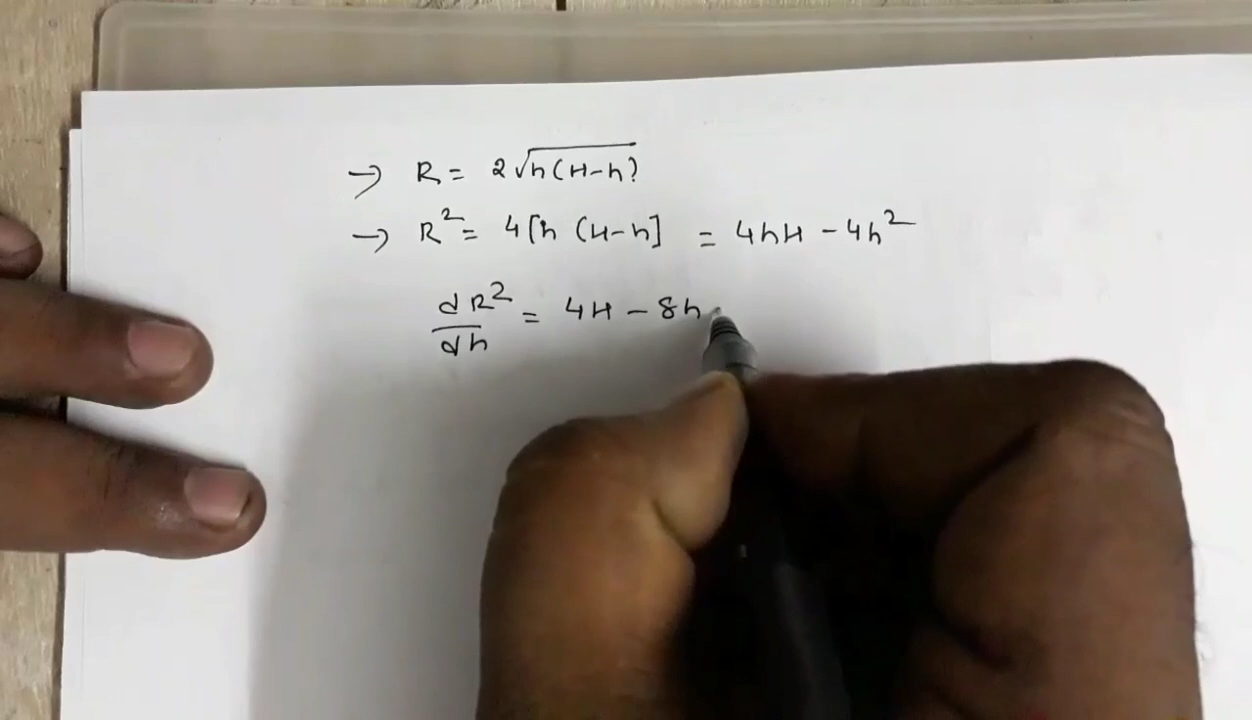 → R = 2√h(H-h)
→ R² = 4[h (H-h] = 4hH - 4h²
dR²/dh = 4H - 8h